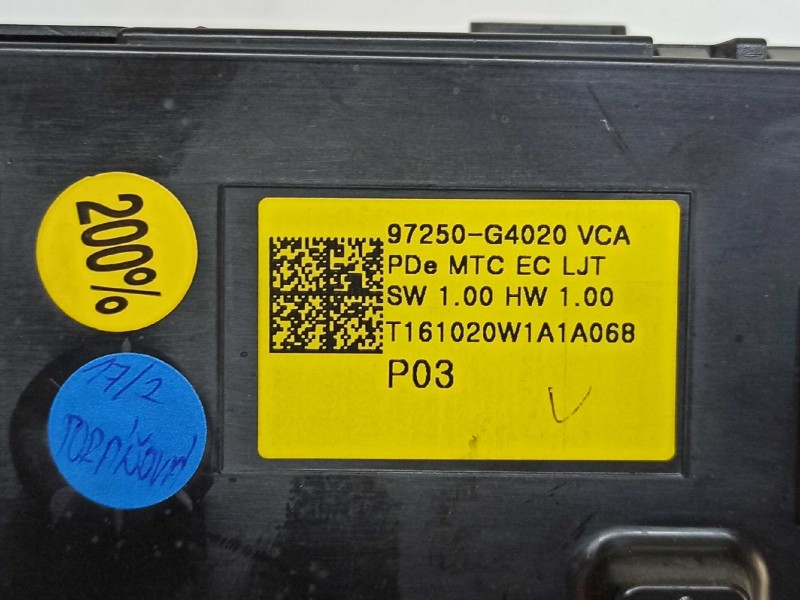 200%
97250-G4020 VCA
PDe MTC EC LJT
SW 1.00 HW 1.00
T161020W1A1A068
P03
17/2